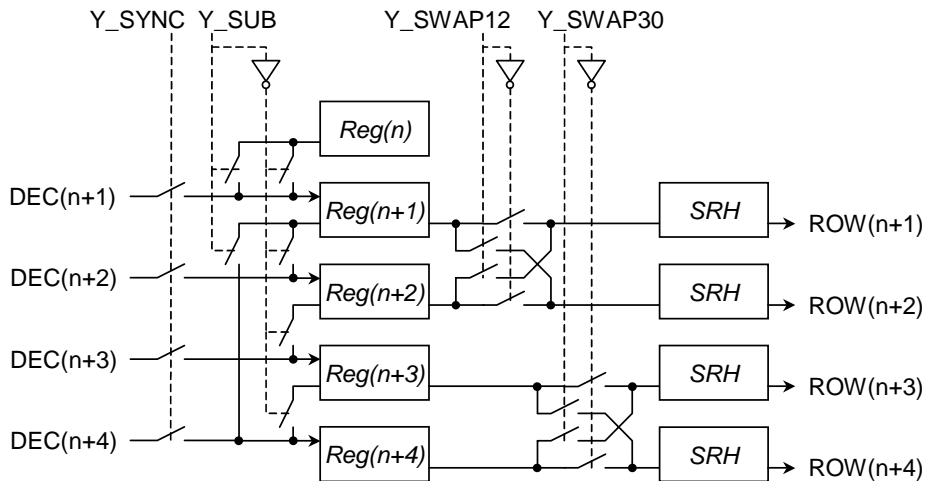 Y_SYNC Y_SUB Y_SWAP12 Y_SWAP30
Reg(n)
DEC(n+1) Reg(n+1) SRH ROW(n+1)
DEC(n+2) Reg(n+2) SRH ROW(n+2)
DEC(n+3) Reg(n+3) SRH ROW(n+3)
DEC(n+4) Reg(n+4) SRH ROW(n+4)